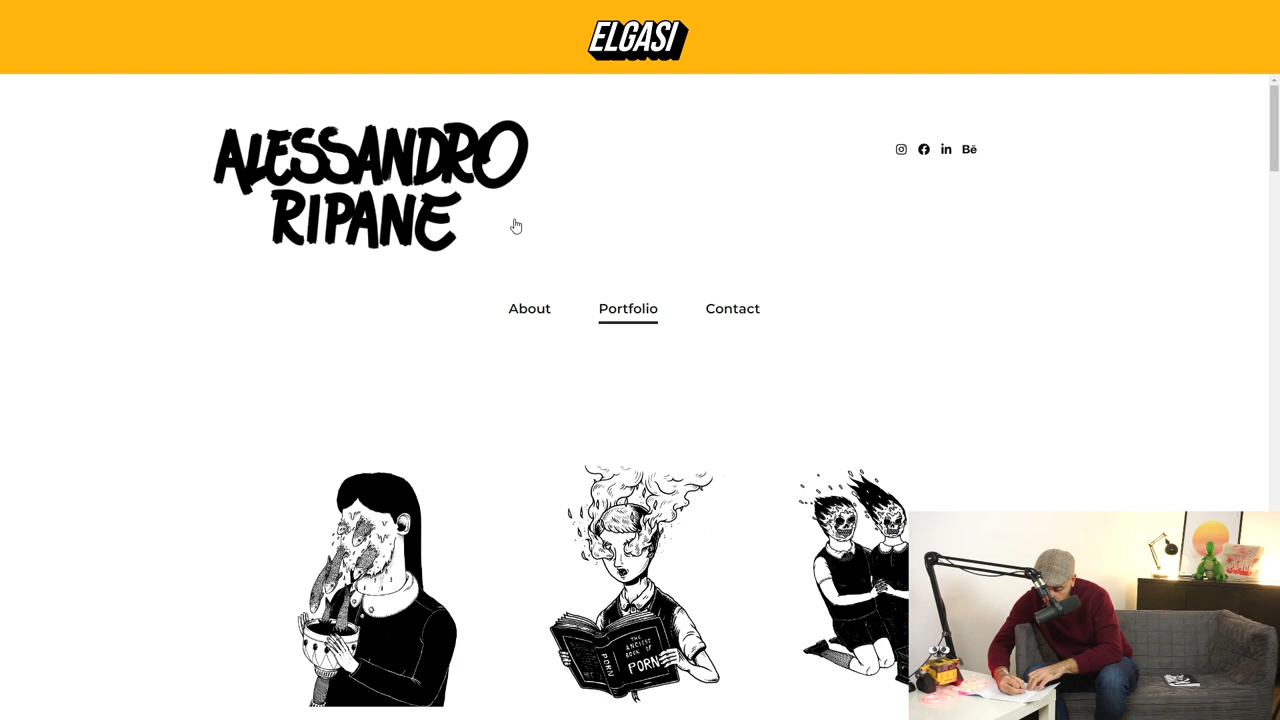 ELGASI
ALESSANDRO
RIPANE
Bē
About
Portfolio
Contact
THE
ANCIENT
BOOK OF
PORN
PORN